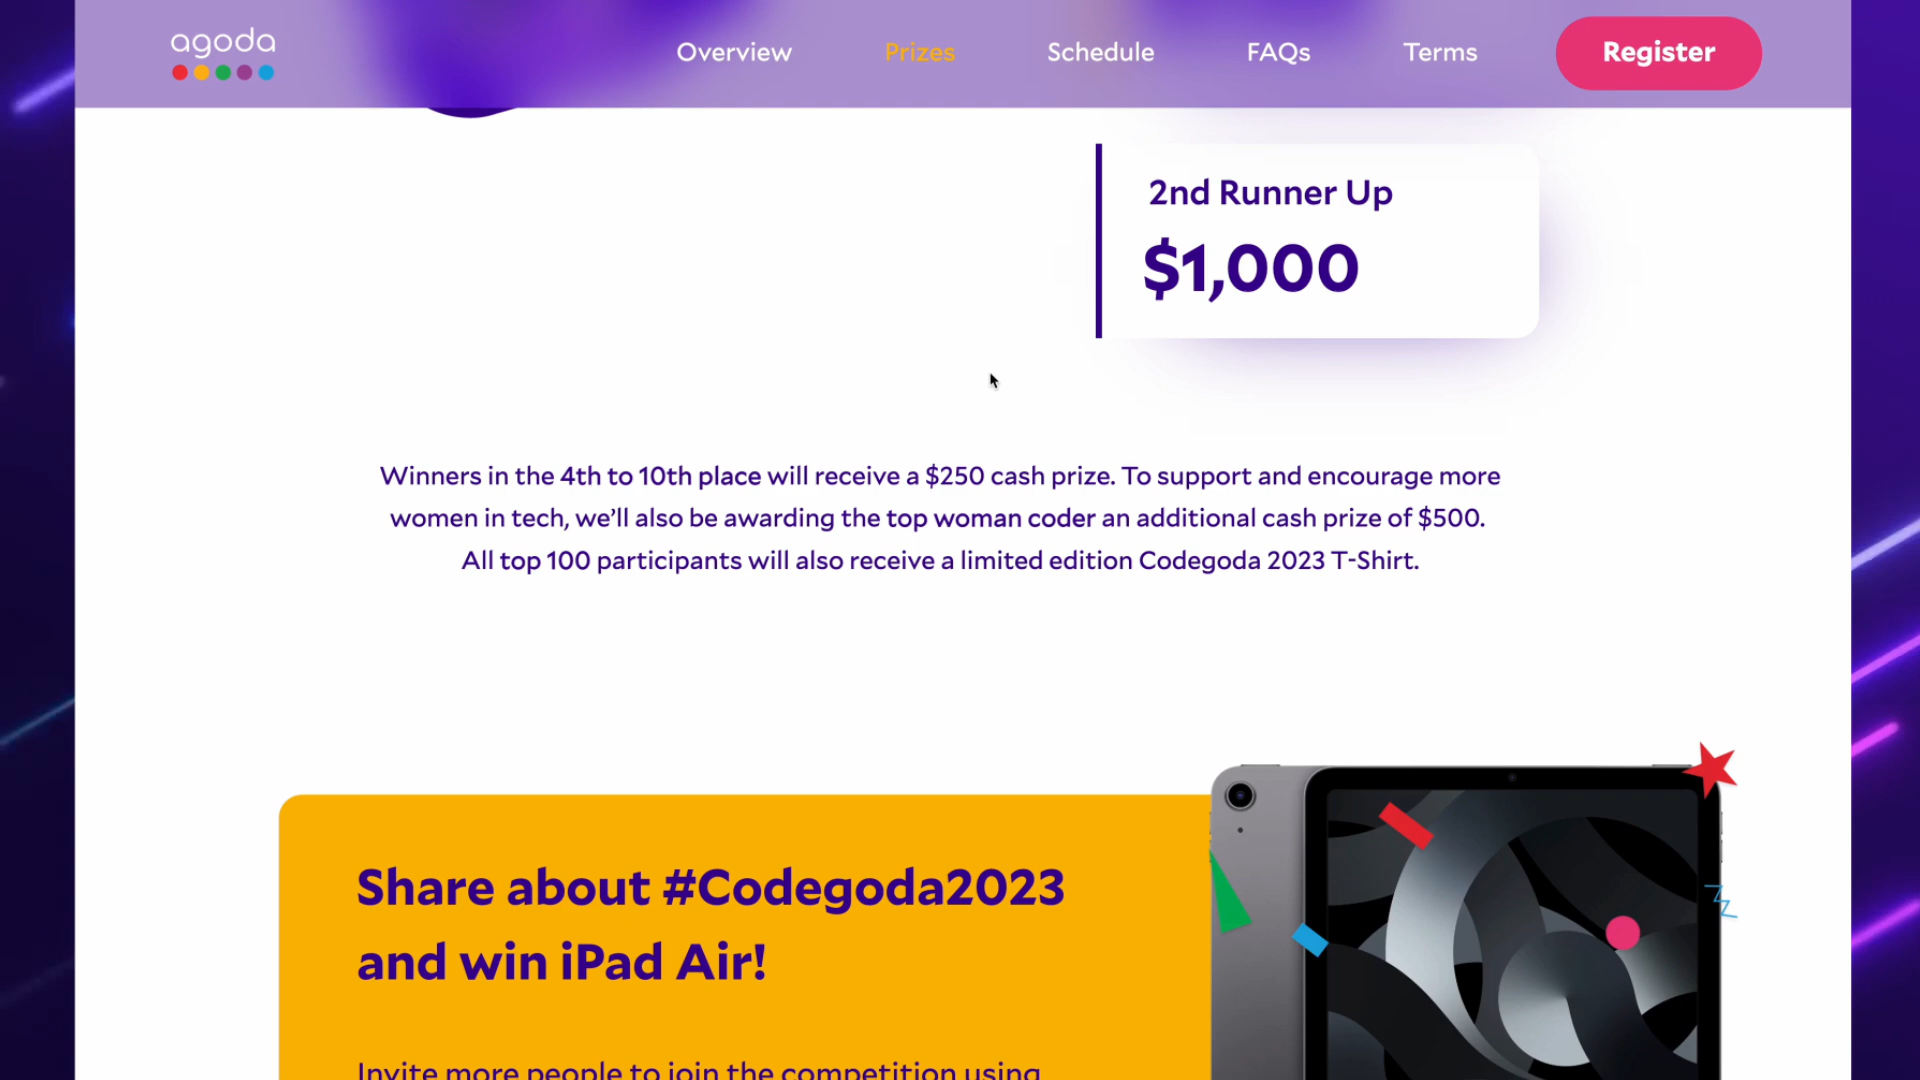 agoda
Overview
Prizes
Schedule
FAQs
Terms
Register
2nd Runner Up
$1,000
Winners in the 4th to 10th place will receive a $250 cash prize. To support and encourage more
women in tech, we’ll also be awarding the top woman coder an additional cash prize of $500.
All top 100 participants will also receive a limited edition Codegoda 2023 T-Shirt.
Share about #Codegoda2023
and win iPad Air!
Invite more people to join the competition using